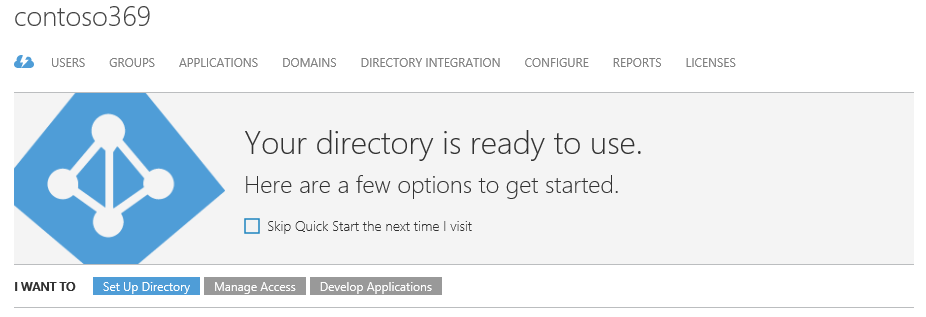 contoso369
USERS GROUPS APPLICATIONS DOMAINS DIRECTORY INTEGRATION CONFIGURE REPORTS LICENSES
Your directory is ready to use.
Here are a few options to get started.
Skip Quick Start the next time I visit
I WANT TO Set Up Directory Manage Access Develop Applications